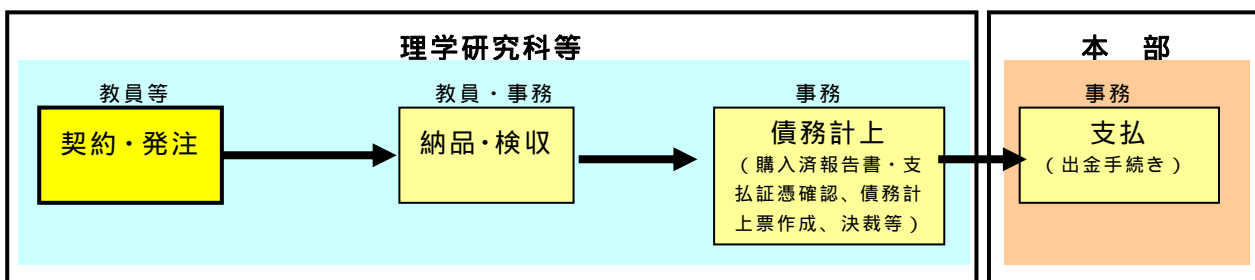 理学研究科等
本 部
教員等
契約・発注
教員・事務
納品・検収
事務
債務計上
（購入済報告書・支
払証憑確認、債務計
上票作成、決裁等）
事務
支払
（出金手続き）